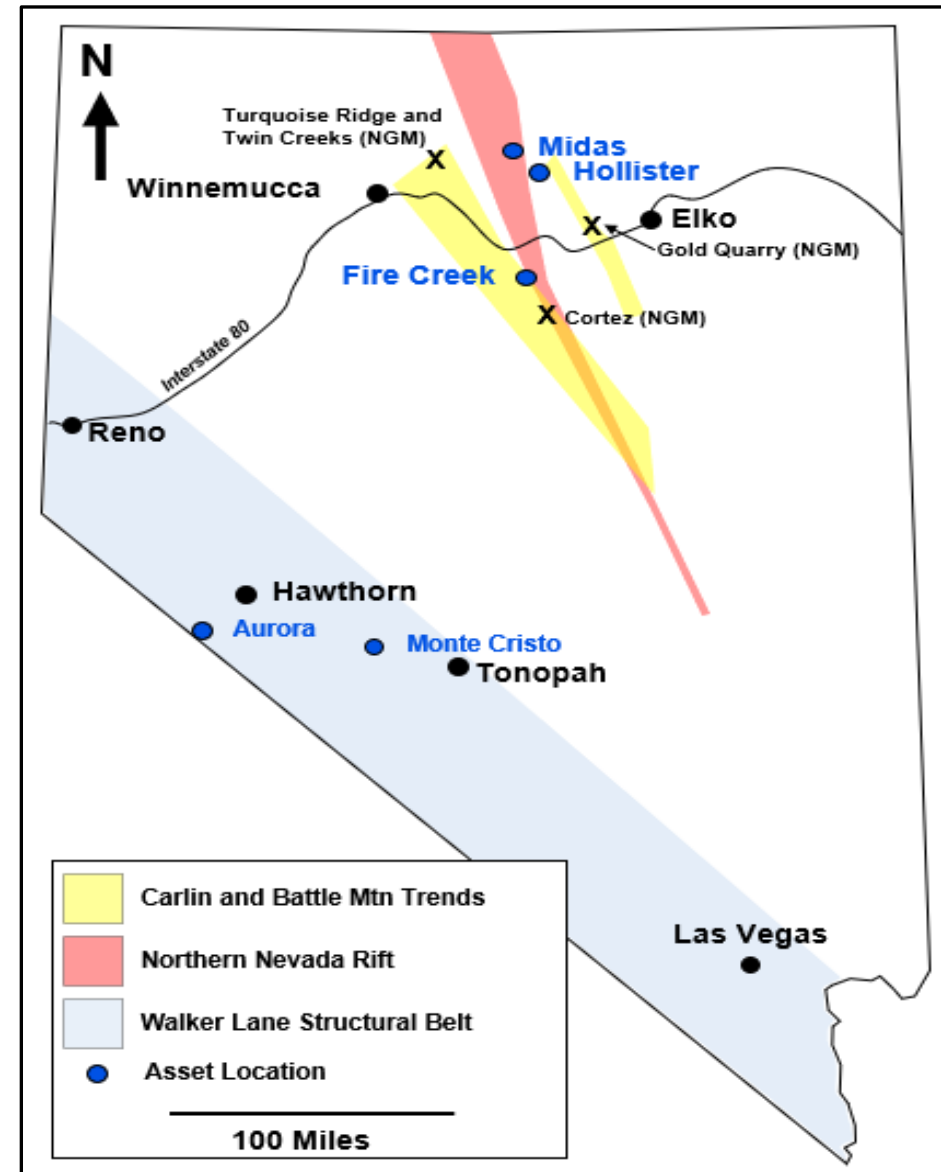 N
Turquoise Ridge and
Twin Creeks (NGM)
X
Midas
Hollister
Winnemucca
X
Elko
Gold Quarry (NGM)
Fire Creek
X
Cortez (NGM)
Interstate 80
Reno
Hawthorn
Aurora
Monte Cristo
Tonopah
Carlin and Battle Mtn Trends
Northern Nevada Rift
Walker Lane Structural Belt
Asset Location
100 Miles
Las Vegas